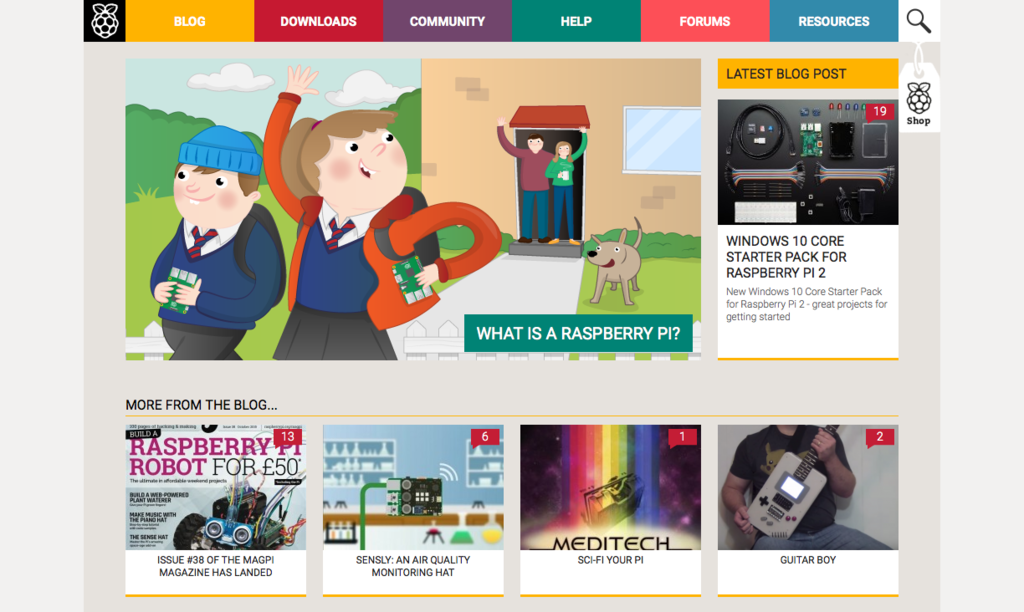 BLOG
DOWNLOADS
COMMUNITY
HELP
FORUMS
RESOURCES
Shop
WHAT IS A RASPBERRY PI?
LATEST BLOG POST
19
WINDOWS 10 CORE
STARTER PACK FOR
RASPBERRY PI 2
New Windows 10 Core Starter Pack
for Raspberry Pi 2 - great projects for
getting started
MORE FROM THE BLOG...
13
BUILD A
RASPBERRY PI
ROBOT FOR £50*
The ultimate in affordable weekend projects
BUILD A WEB-POWERED
PLANT WATERER
MAKE MUSIC WITH
THE PIANO HAT
THE SENSE HAT
ISSUE #38 OF THE MAGPI
MAGAZINE HAS LANDED
6
SENSLY: AN AIR QUALITY
MONITORING HAT
1
MEDITECH
SCI-FI YOUR PI
2
GUITAR BOY